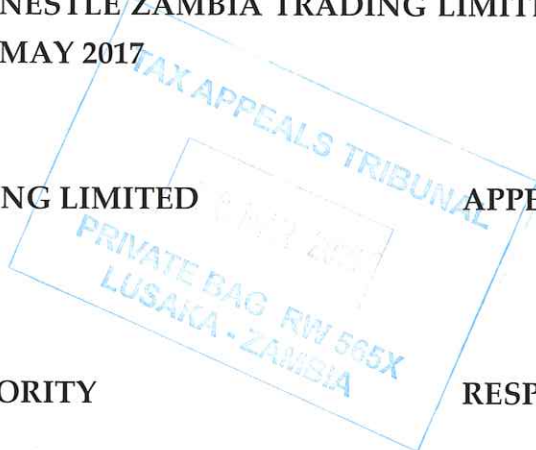 NESTLE ZAMBIA TRADING LIMIT
MAY 2017
TAX APPEALS TRIBUNAL
NG LIMITED
APPE
PRIVATE BAG RW 565X
LUSAKA - ZAMBIA
ORITY
RESP